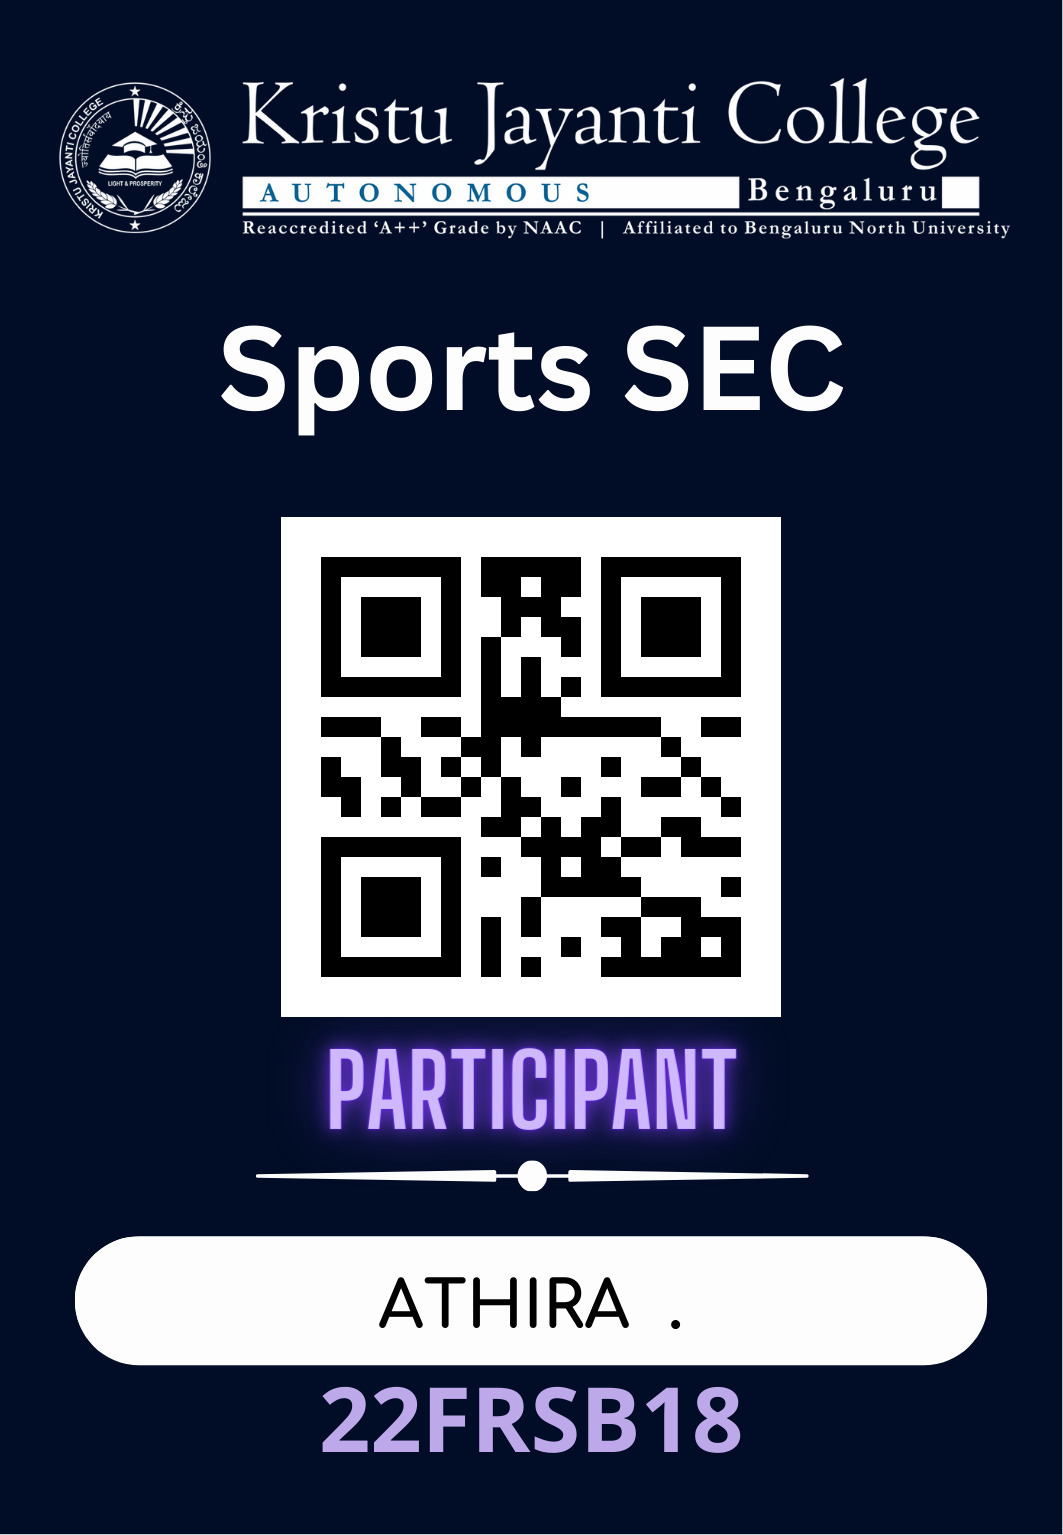 KRISTU JAYANTI COLLEGE
LIGHT & PROSPERITY
Kristu Jayanti College
AUTONOMOUS Bengaluru
Reaccredited ‘A++’ Grade by NAAC | Affiliated to Bengaluru North University
Sports SEC
PARTICIPANT
ATHIRA .
22FRSB18